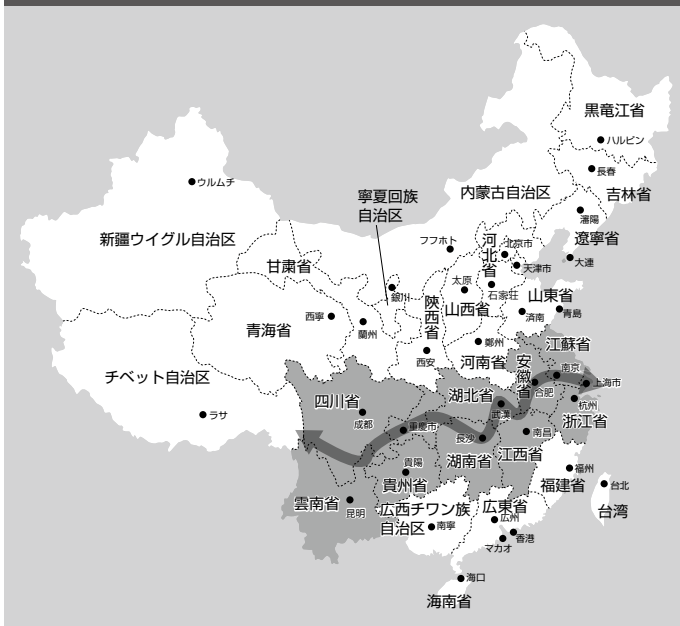 黒竜江省
ハルビン
長春
吉林省
内蒙古自治区
瀋陽
遼寧省
大連
ウルムチ
新疆ウイグル自治区
寧夏回族
自治区
フフホト
河北省
北京市
天津市
甘粛省
銀川
太原
石家荘
山東省
済南
青島
陝西省
山西省
西寧
蘭州
青海省
西安
鄭州
河南省
安徽省
江蘇省
南京
合肥
上海市
チベット自治区
ラサ
四川省
成都
重慶市
湖北省
武漢
杭州
浙江省
長沙
湖南省
南昌
江西省
貴陽
貴州省
雲南省
昆明
福州
福建省
台北
台湾
広西チワン族
自治区
南寧
広東省
広州
香港
マカオ
海口
海南省